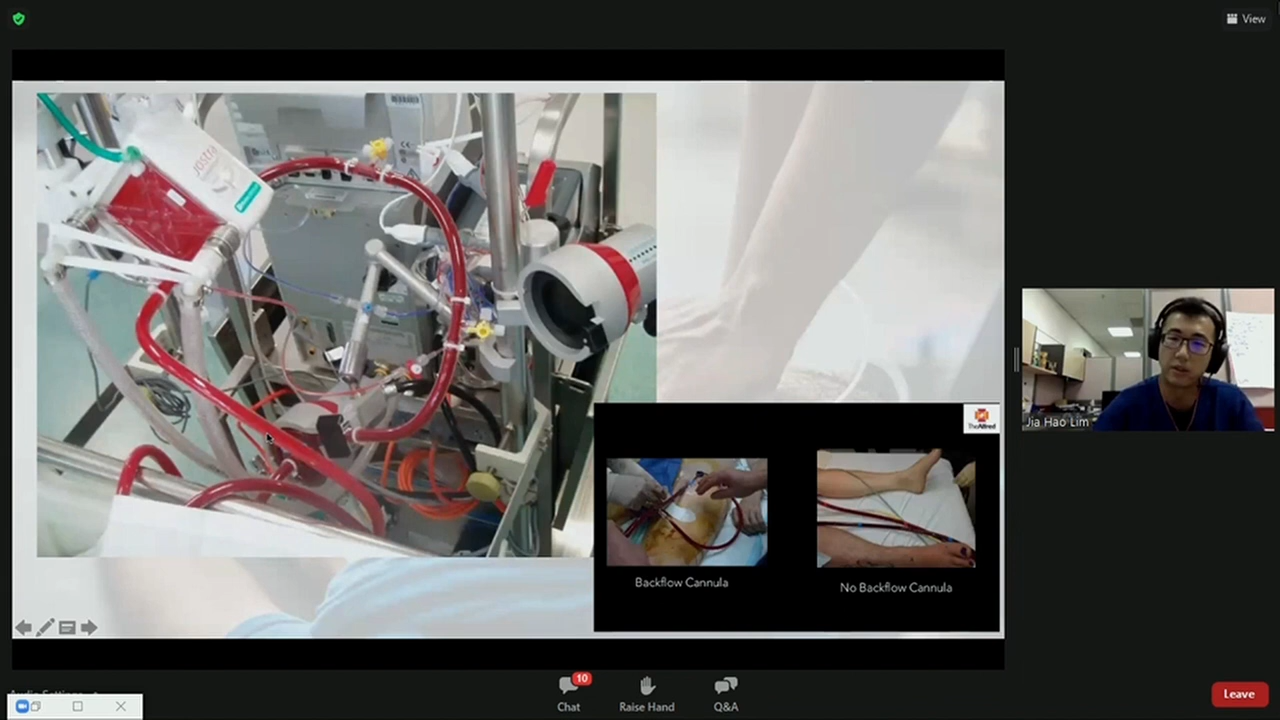 View
Jostra
TheAlfred
Backflow Cannula
No Backflow Cannula
Jia Hao Lim
10
Chat
Raise Hand
Q&A
Leave